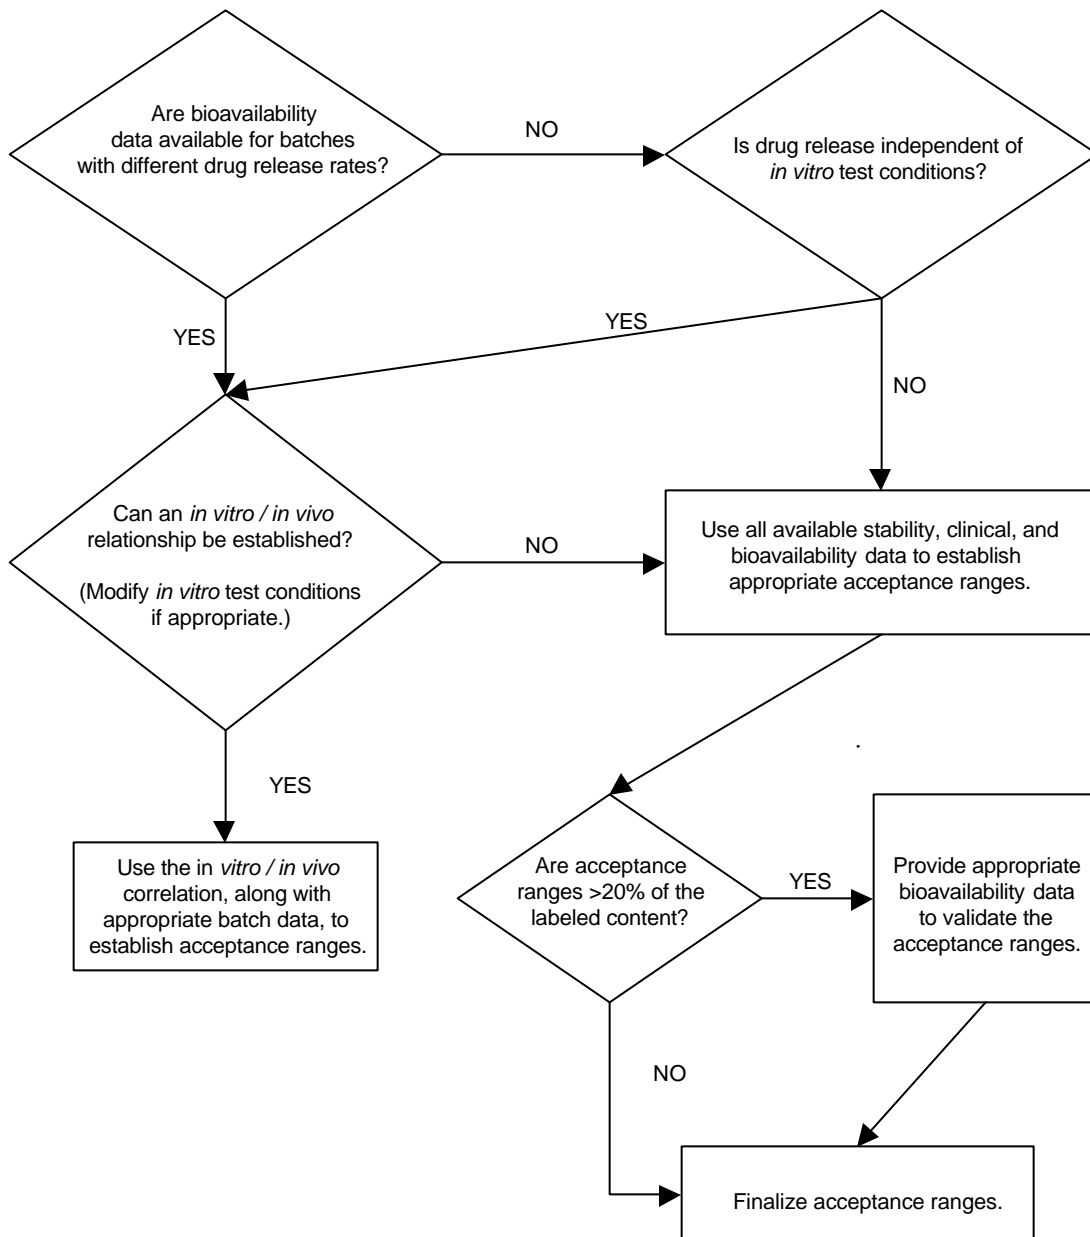 Are bioavailability
data available for batches
with different drug release rates?
NO
Is drug release independent of
in vitro test conditions?
YES
YES
NO
Can an in vitro / in vivo
relationship be established?
(Modify in vitro test conditions
if appropriate.)
NO
Use all available stability, clinical, and
bioavailability data to establish
appropriate acceptance ranges.
YES
Use the in vitro / in vivo
correlation, along with
appropriate batch data, to
establish acceptance ranges.
Are acceptance
ranges >20% of the
labeled content?
YES
Provide appropriate
bioavailability data
to validate the
acceptance ranges.
NO
Finalize acceptance ranges.